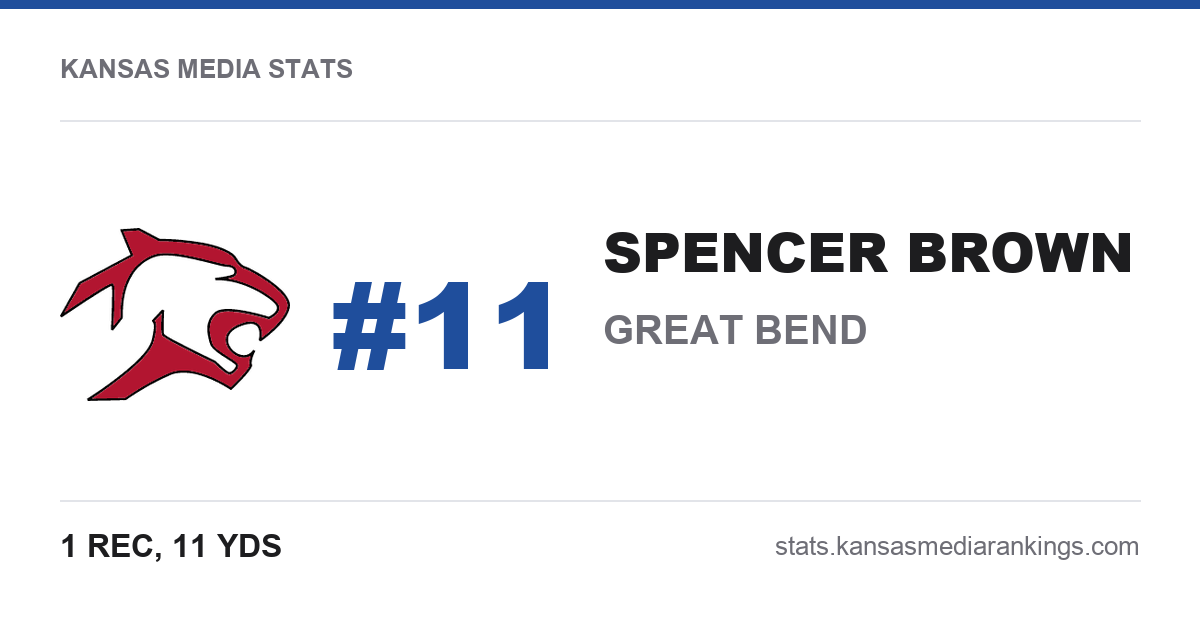 KANSAS MEDIA STATS
#11
SPENCER BROWN
GREAT BEND
1 REC, 11 YDS
stats.kansasmediarankings.com